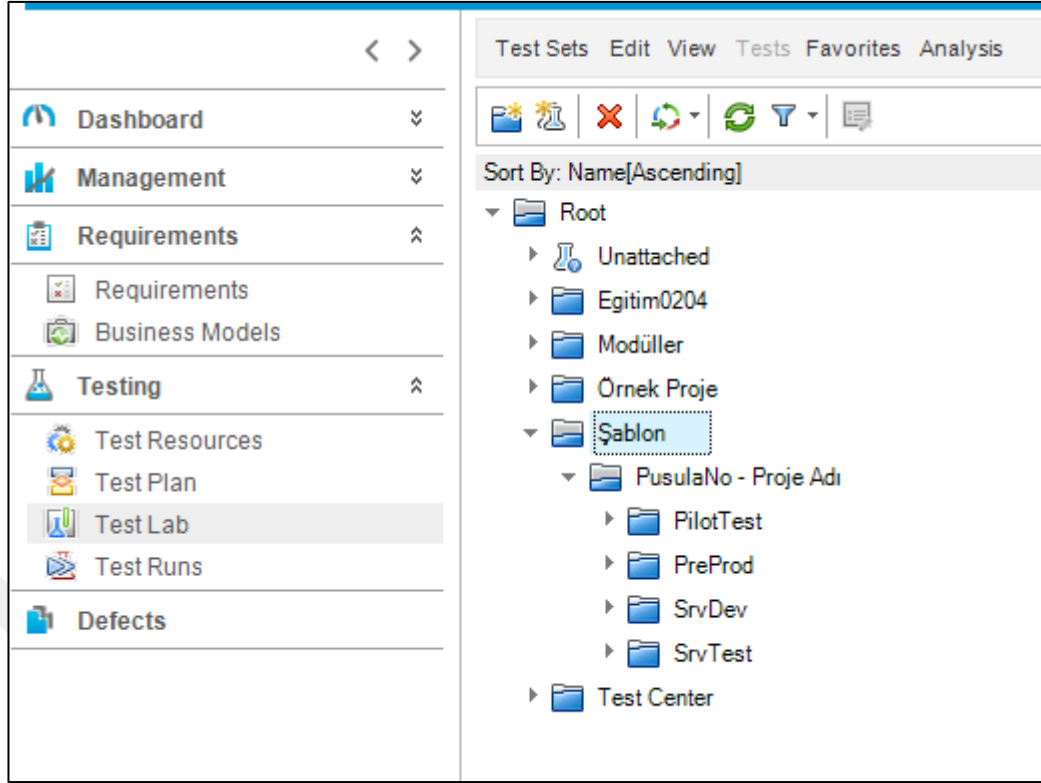 Dashboard
Management
Requirements
Requirements
Business Models
Testing
Test Resources
Test Plan
Test Lab
Test Runs
Defects
Test Sets Edit View Tests Favorites Analysis
Sort By: Name[Ascending]
Root
Unattached
Egitim0204
Modüller
Örnek Proje
Şablon
PusulaNo - Proje Adı
PilotTest
PreProd
SrvDev
SrvTest
Test Center